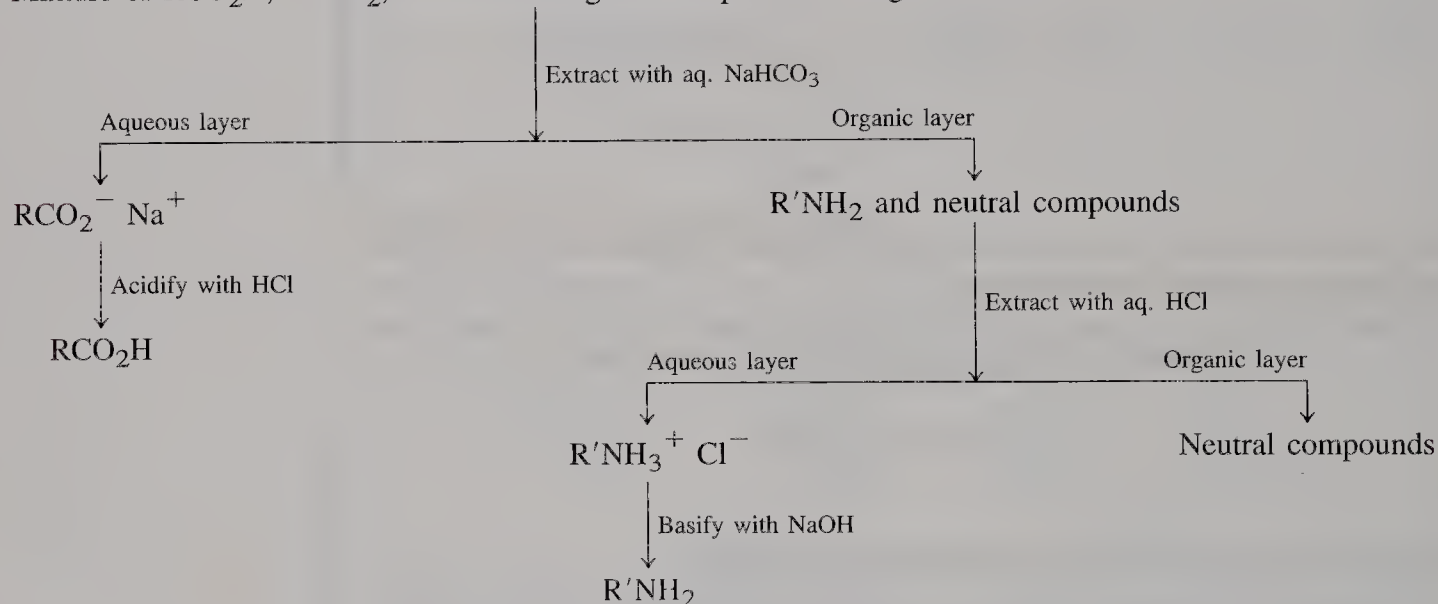 Extract with aq. NaHCO₃
Aqueous layer
Organic layer
RCO₂⁻ Na⁺
R′NH₂ and neutral compounds
Acidify with HCl
Extract with aq. HCl
RCO₂H
Aqueous layer
Organic layer
R′NH₃⁺ Cl⁻
Neutral compounds
Basify with NaOH
R′NH₂